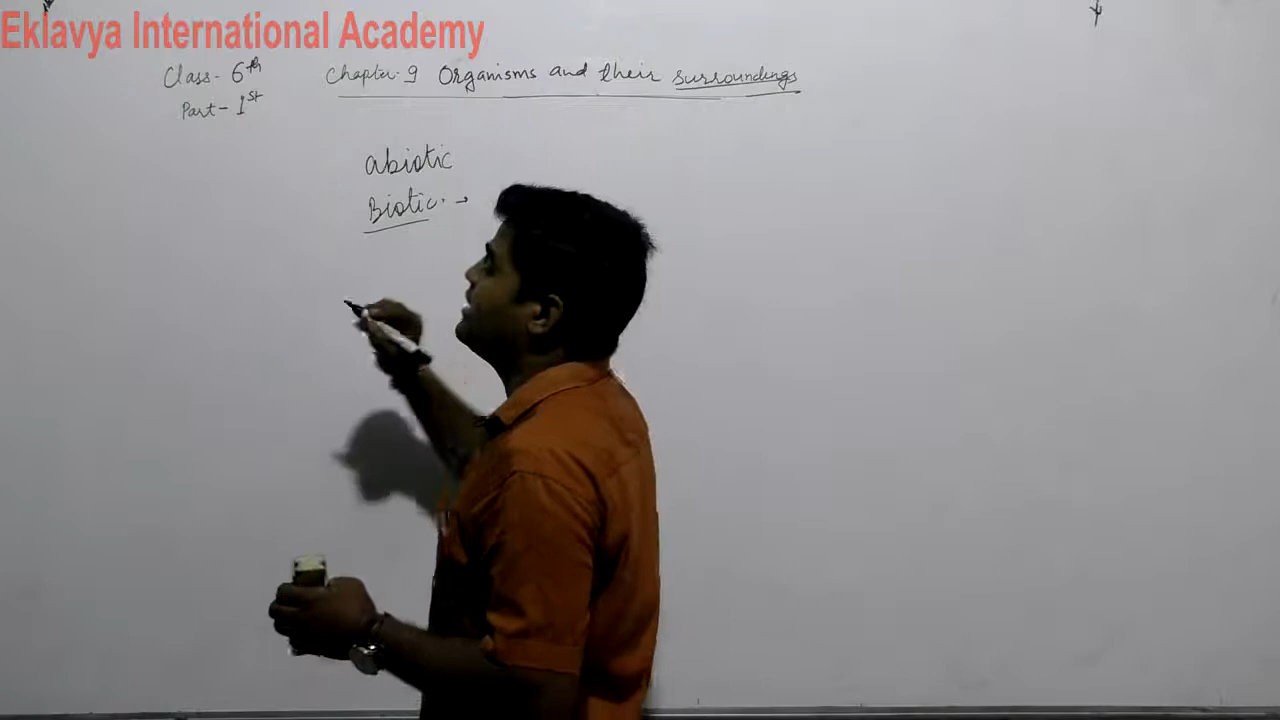 Eklavya International Academy
Class- 6th Chapter-9 Organisms and their surroundings
Part- 1st
abiotic
Biotic. →